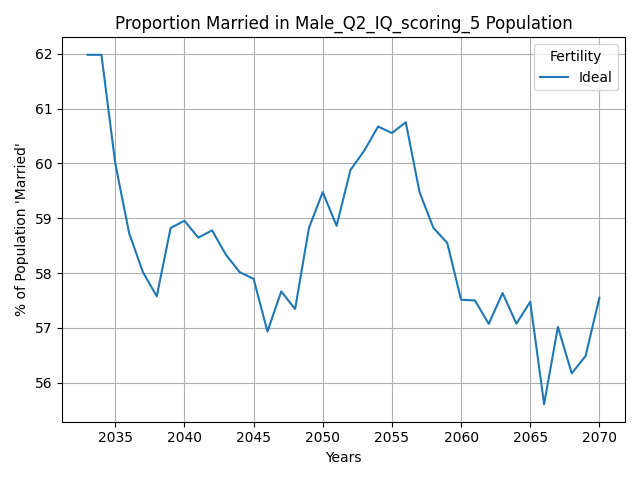 Proportion Married in Male_Q2_IQ_scoring_5 Population
Fertility
Ideal
% of Population 'Married'
62
61
60
59
58
57
56
2035 2040 2045 2050 2055 2060 2065 2070
Years